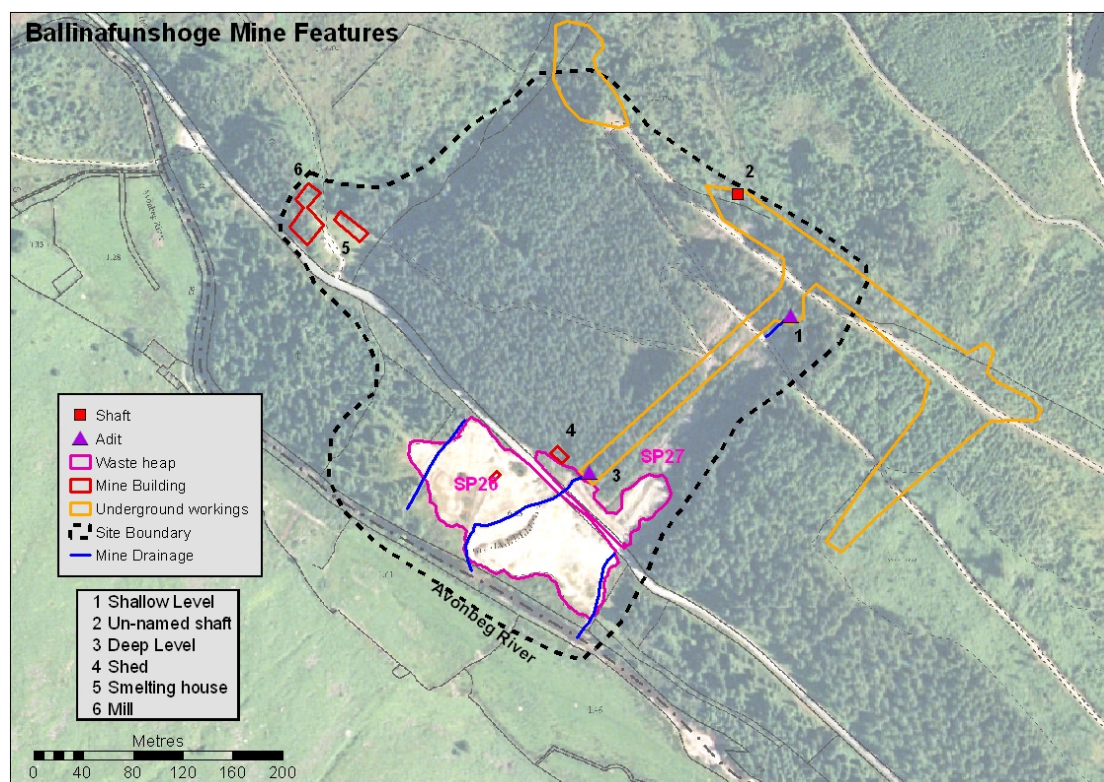 Ballinafunshoge Mine Features
6
2
5
1
4
SP27
SP26
3
Shaft
Adit
Waste heap
Mine Building
Underground workings
Site Boundary
Mine Drainage
Avonbeg River
1 Shallow Level
2 Un-named shaft
3 Deep Level
4 Shed
5 Smelting house
6 Mill
Metres
0 40 80 120 160 200